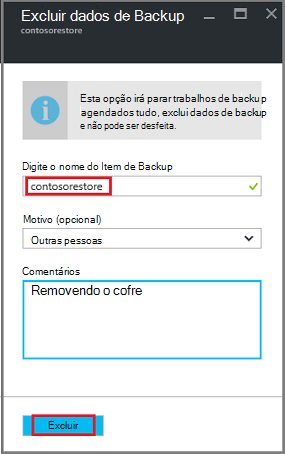 Excluir dados de Backup
contosorestore
Esta opção irá parar trabalhos de backup
agendados tudo, exclui dados de backup
e não pode ser desfeita.
Digite o nome do Item de Backup
contosorestore
Motivo (opcional)
Outras pessoas
Comentários
Removendo o cofre
Excluir